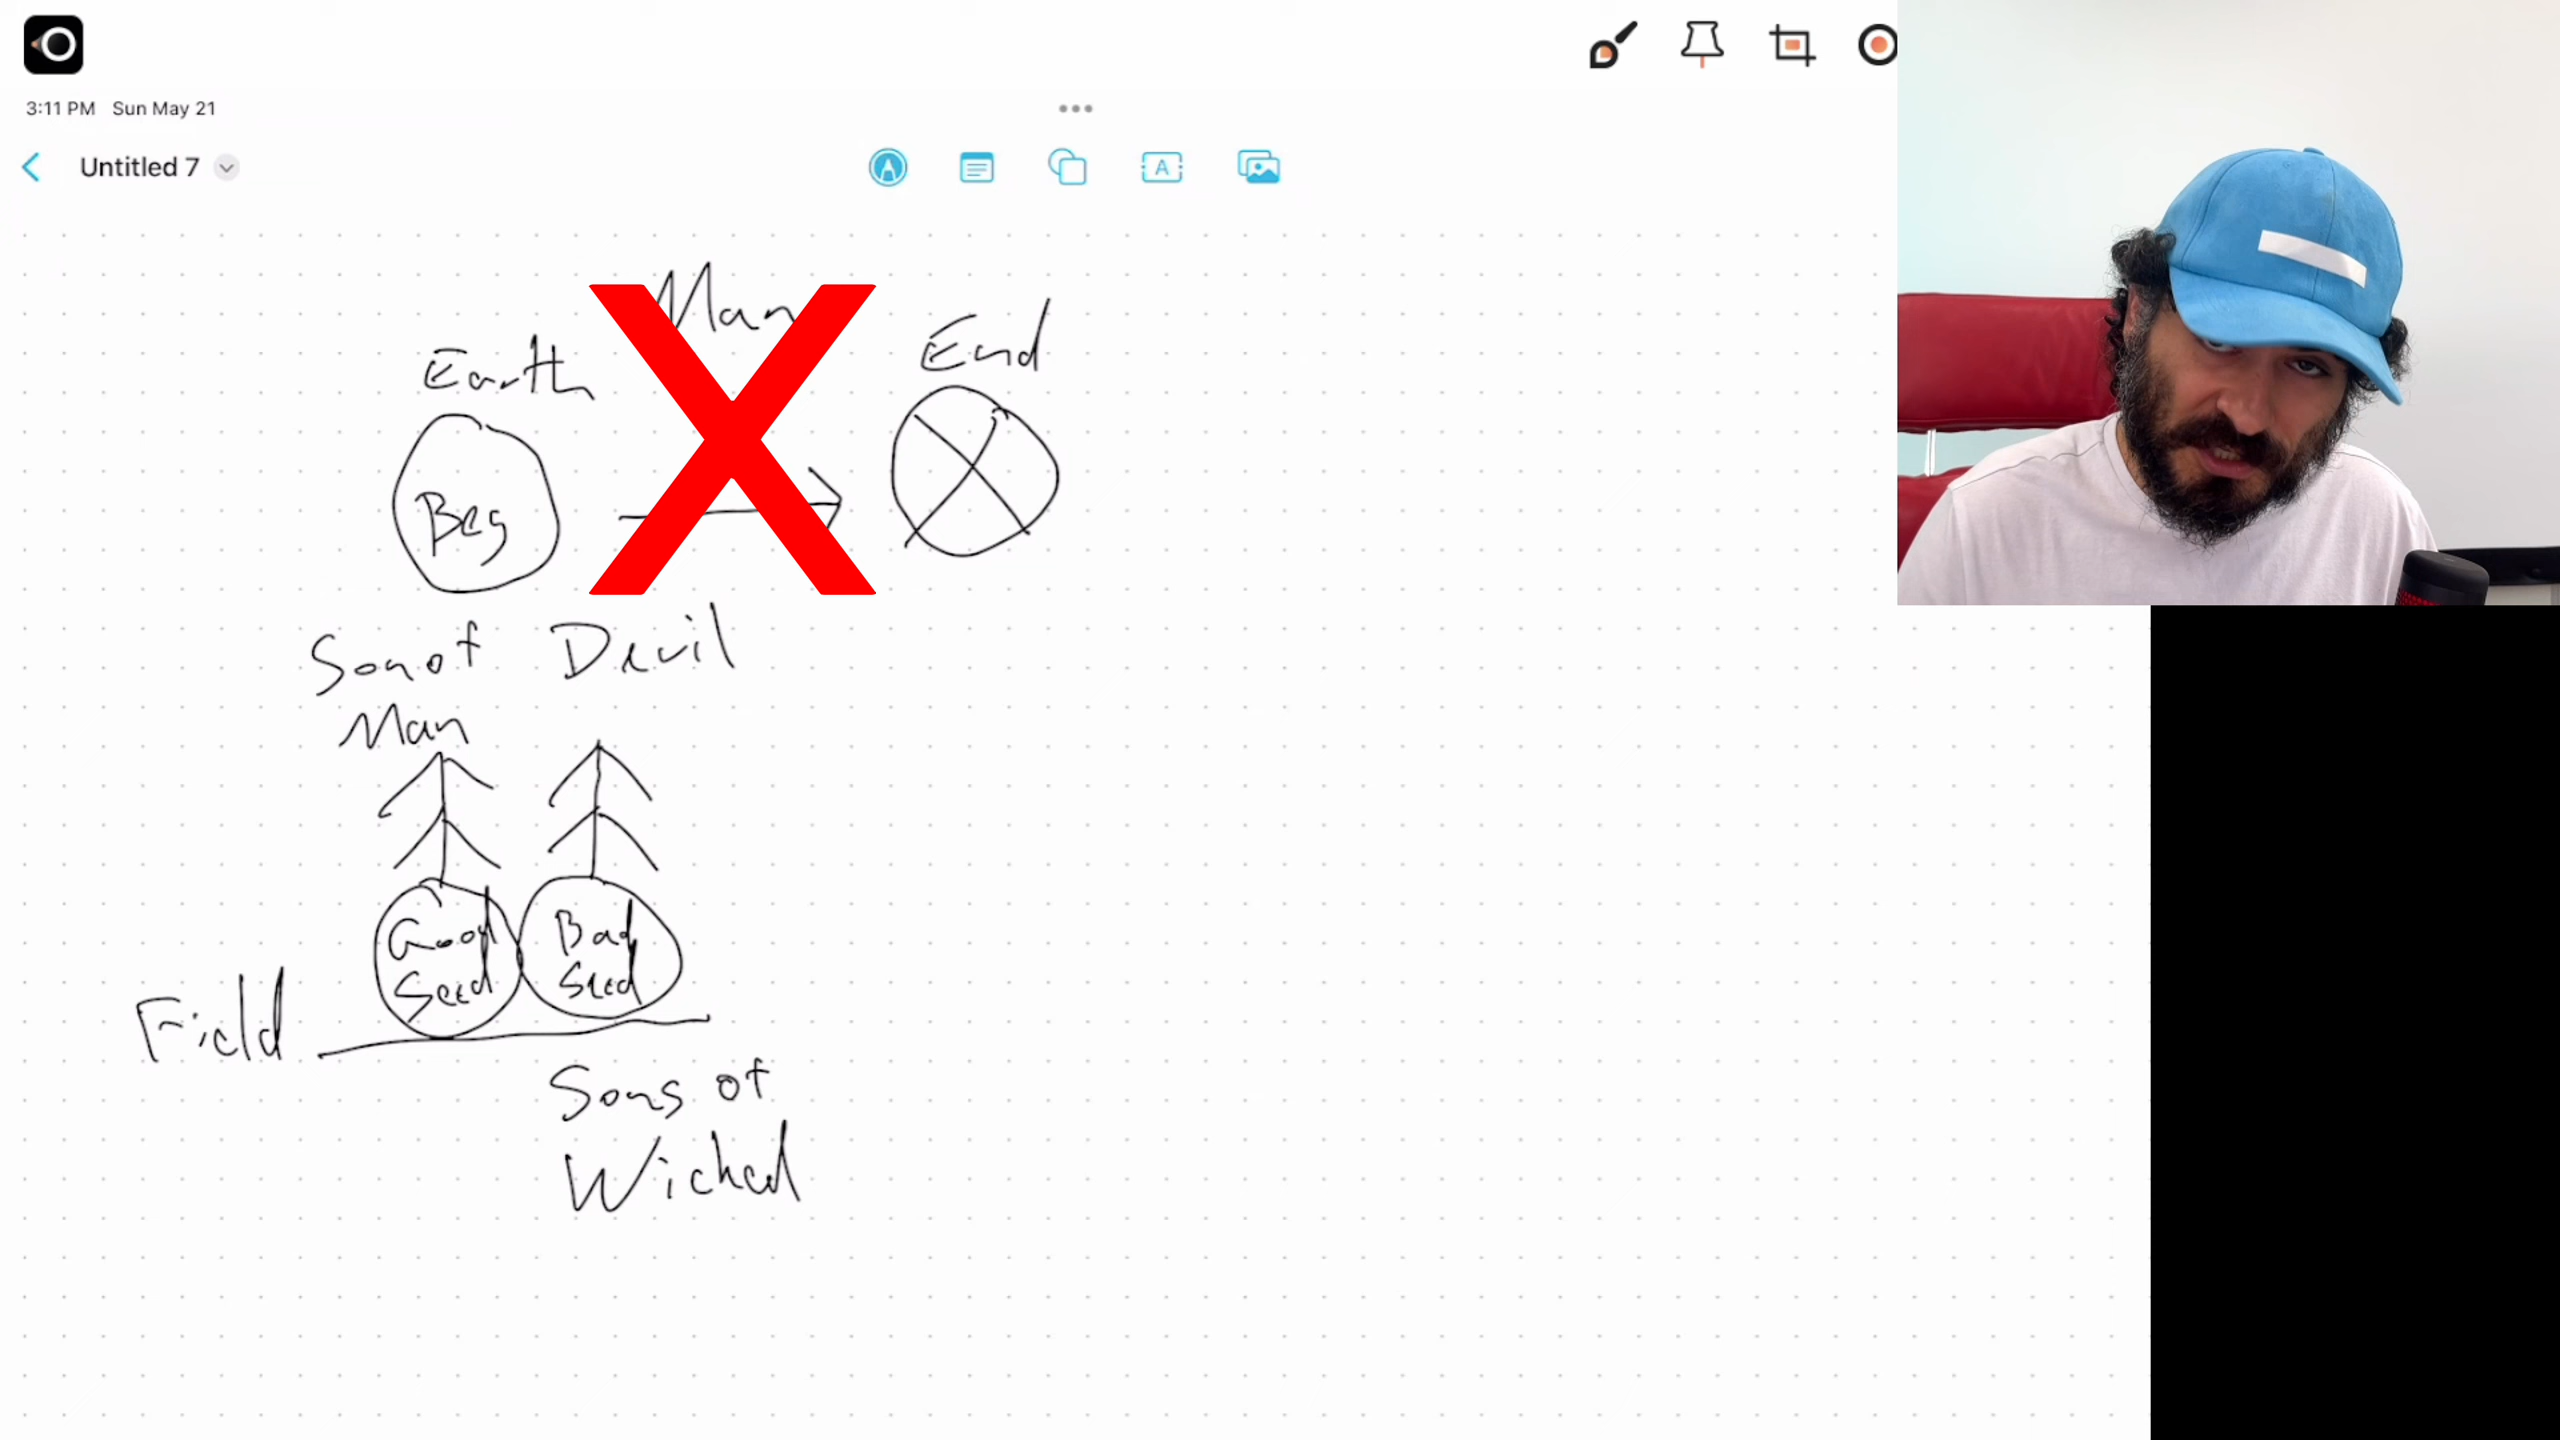 3:11 PM Sun May 21
Untitled 7
A
Man
Earth
End
Beg
X
Son of Devil
Man
Good Bad
Seed Seed
Field
Sons of
Wicked